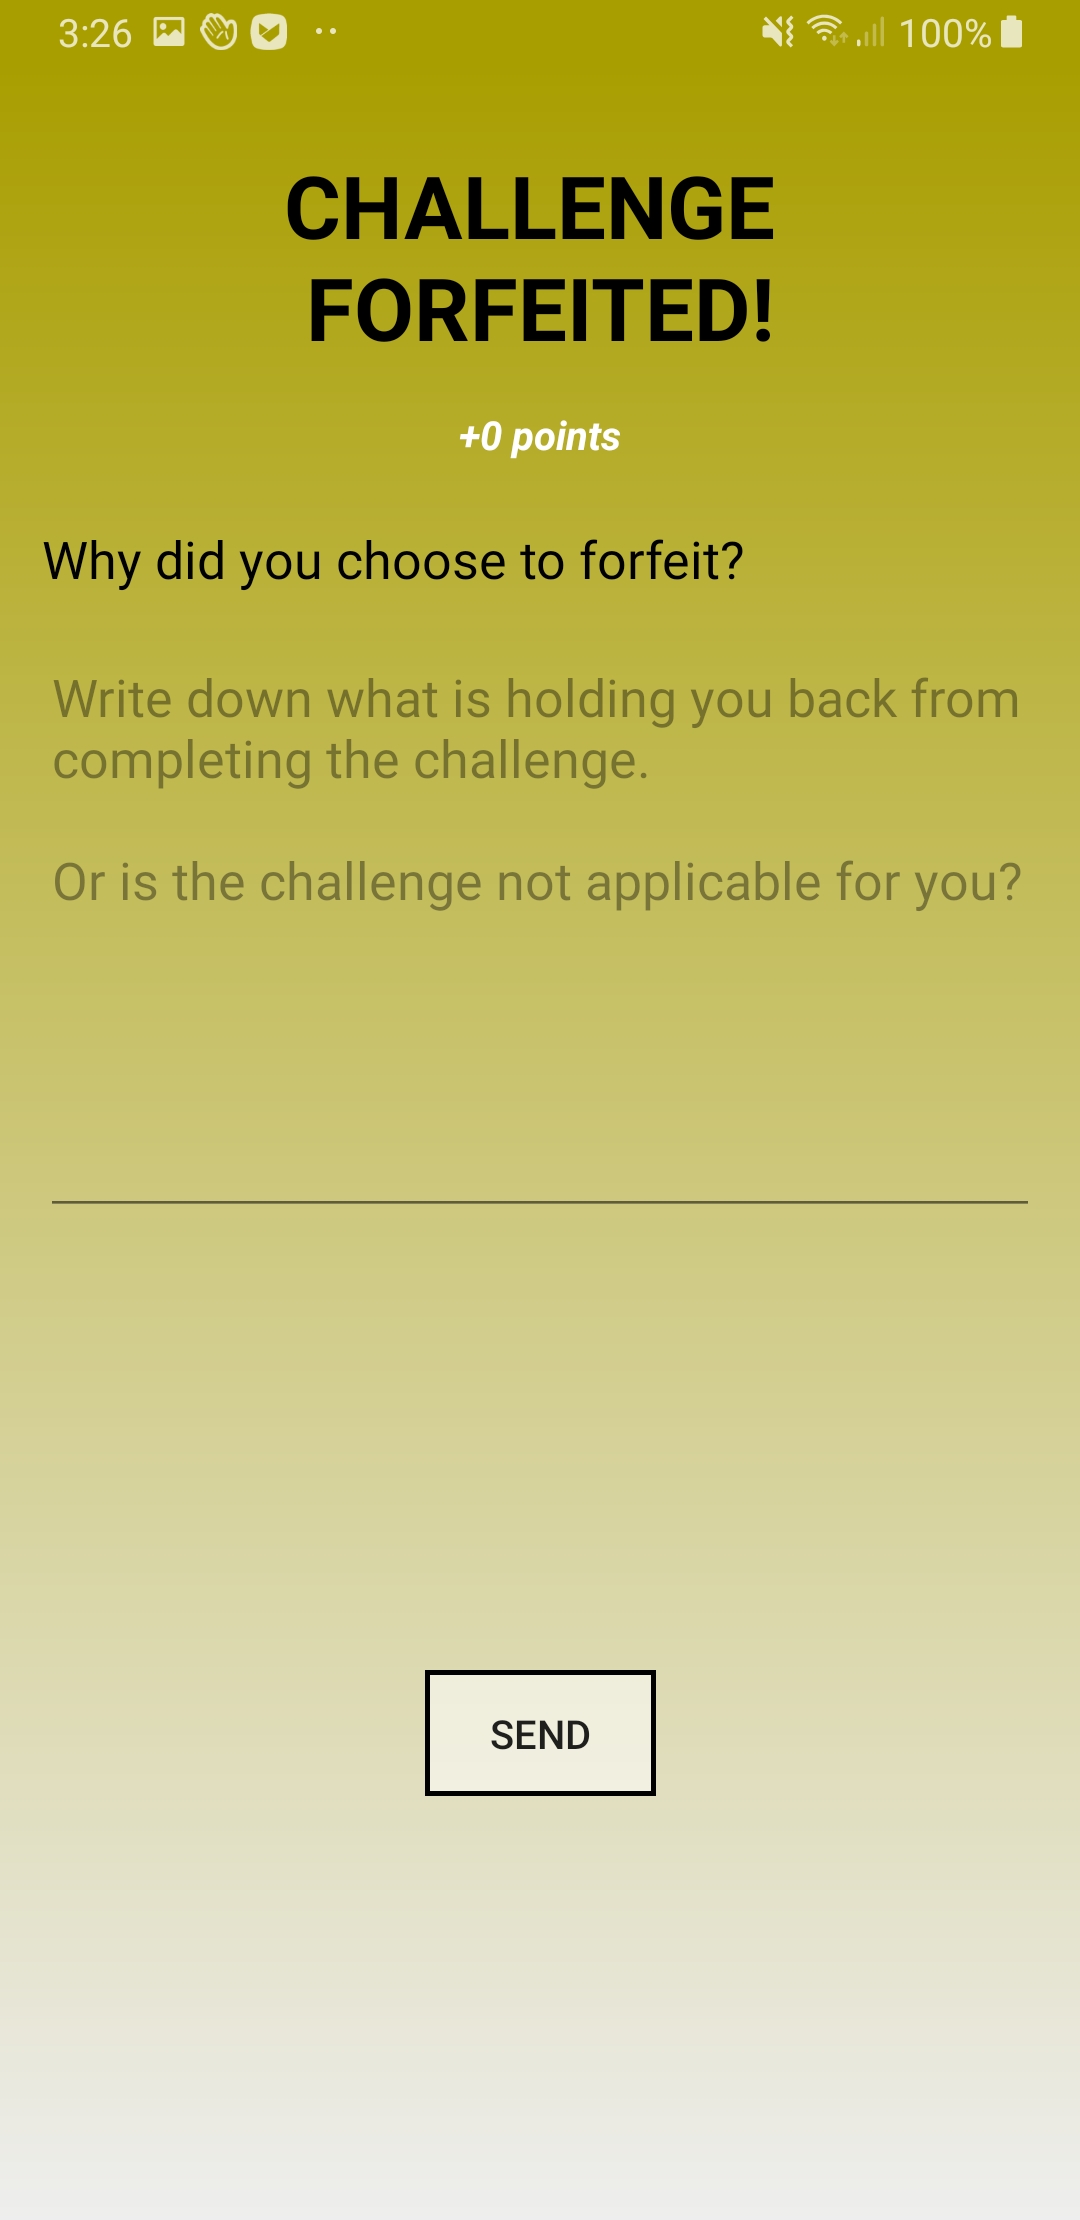 3:26
100%
CHALLENGE
FORFEITED!
+0 points
Why did you choose to forfeit?
Write down what is holding you back from
completing the challenge.
Or is the challenge not applicable for you?
SEND